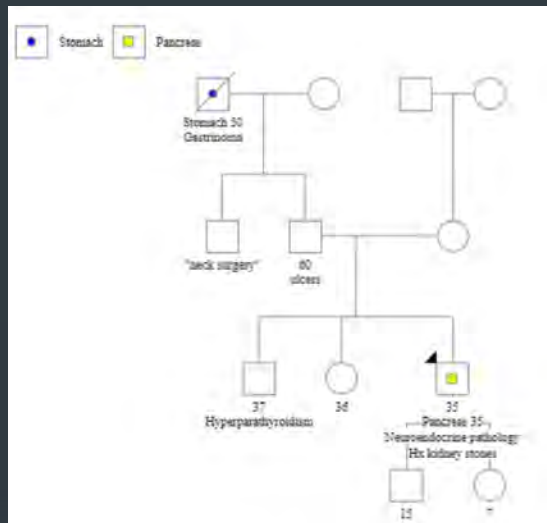 Stomach
Pancreas
Stomach 50
Gastrinoma
"neck surgery"
60
ulcers
37
Hyperparathyroidism
36
35
Pancreas 35
Neuroendocrine pathology
Hx kidney stones
15
7